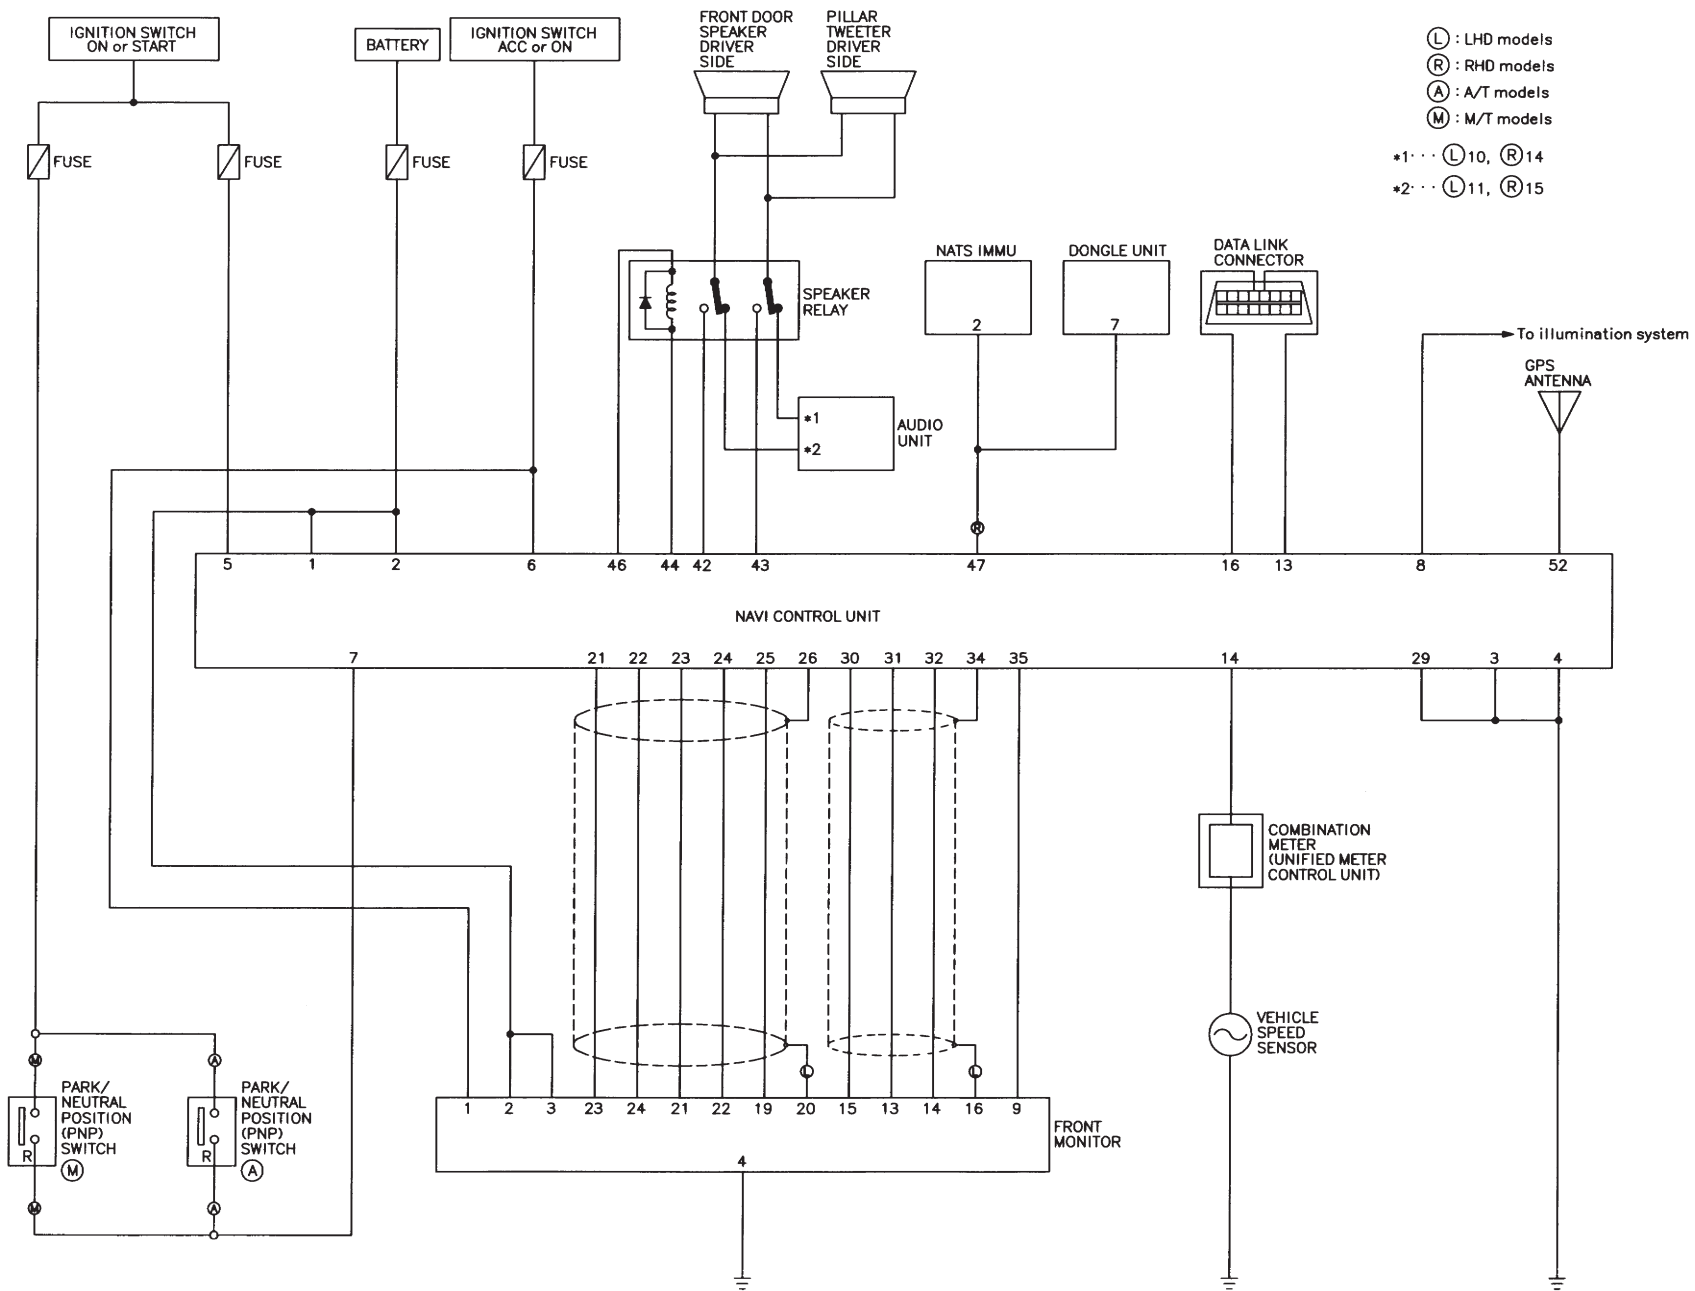 IGNITION SWITCH
ON or START
BATTERY
IGNITION SWITCH
ACC or ON
FRONT DOOR
SPEAKER
DRIVER
SIDE
PILLAR
TWEETER
DRIVER
SIDE
Ⓛ : LHD models
Ⓡ : RHD models
Ⓐ : A/T models
Ⓜ : M/T models
*1··· Ⓛ10, Ⓡ14
*2··· Ⓛ11, Ⓡ15
FUSE
FUSE
FUSE
FUSE
SPEAKER
RELAY
NATS IMMU
2
DONGLE UNIT
7
DATA LINK
CONNECTOR
To illumination system
GPS
ANTENNA
*1
*2
AUDIO
UNIT
Ⓡ
5 1 2 6 46 44 42 43 47 16 13 8 52
NAVI CONTROL UNIT
7 21 22 23 24 25 26 30 31 32 34 35 14 29 3 4
COMBINATION
METER
(UNIFIED METER
CONTROL UNIT)
VEHICLE
SPEED
SENSOR
Ⓜ
Ⓐ
Ⓛ
Ⓛ
PARK/
NEUTRAL
POSITION
(PNP)
SWITCH
Ⓜ
R
PARK/
NEUTRAL
POSITION
(PNP)
SWITCH
Ⓐ
R
1 2 3 23 24 21 22 19 20 15 13 14 16 9
FRONT
MONITOR
4
Ⓜ
Ⓐ